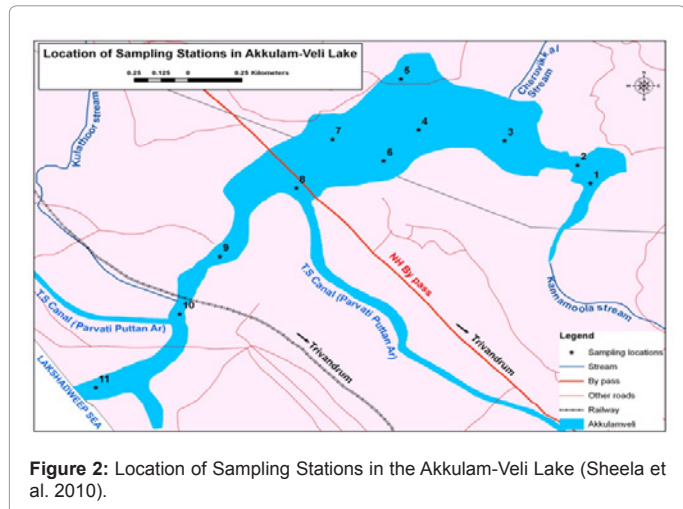 Location of Sampling Stations in Akkulam-Veli Lake
0.25 0.125 0 0.25 Kilometers
Kulathoor stream
Cheruvikkal
Stream
5
4
3
7
6
2
1
8
9
10
11
T.S Canal (Parvati Puttan Ar)
NH By pass
Trivandrum
Kannamoola stream
T.S Canal (Parvati Puttan Ar)
Trivandrum
LAKSHADWEEP SEA
Legend
Sampling locations
Stream
By pass
Other roads
Railway
Akkulamveli
Figure 2: Location of Sampling Stations in the Akkulam-Veli Lake (Sheela et
al. 2010).